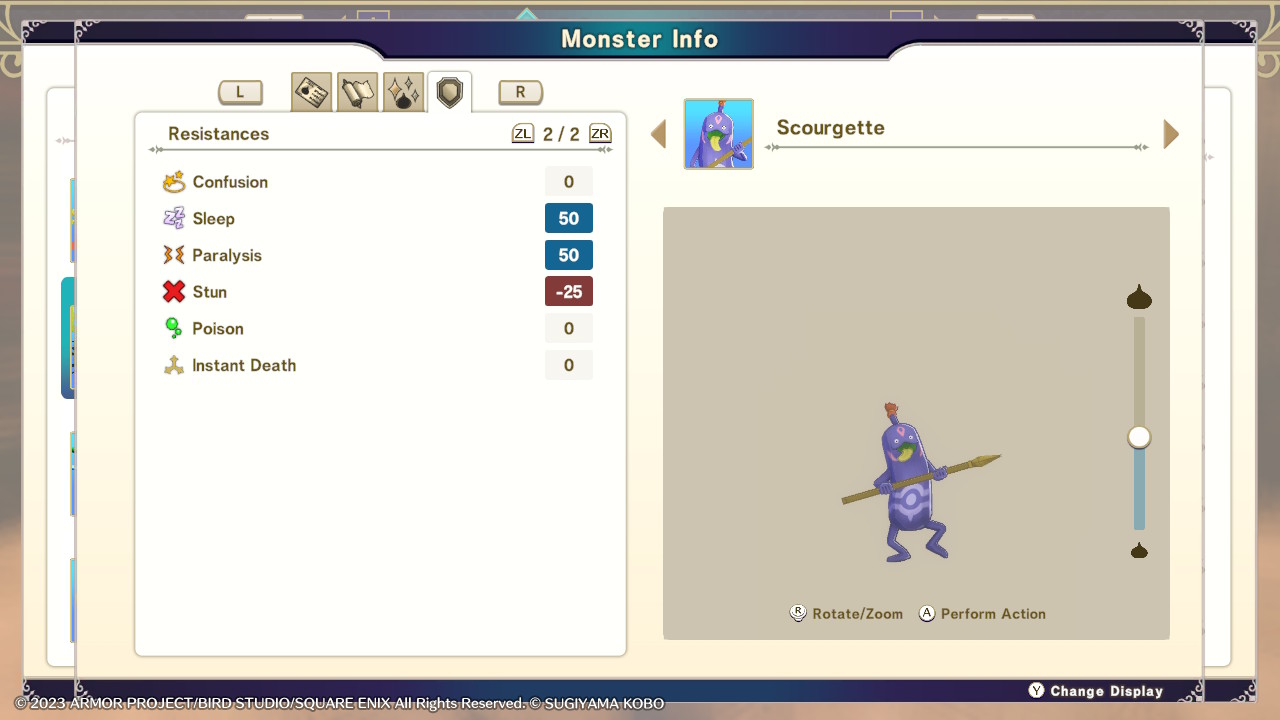 Monster Info
L
R
Resistances
ZL 2 / 2 ZR
Confusion 0
Sleep 50
Paralysis 50
Stun -25
Poison 0
Instant Death 0
Scourgette
R Rotate/Zoom A Perform Action
Y Change Display
© 2023 ARMOR PROJECT/BIRD STUDIO/SQUARE ENIX All Rights Reserved. © SUGIYAMA KOBO